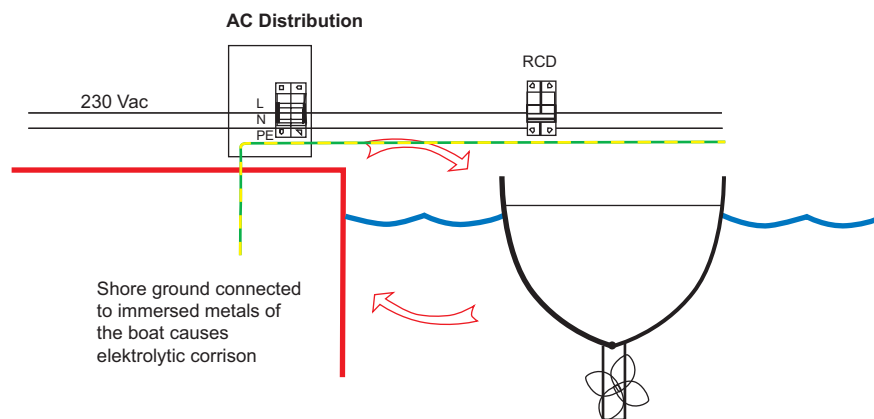 AC Distribution
RCD
230 Vac
L
N
PE
Shore ground connected
to immersed metals of
the boat causes
elektrolytic corrison